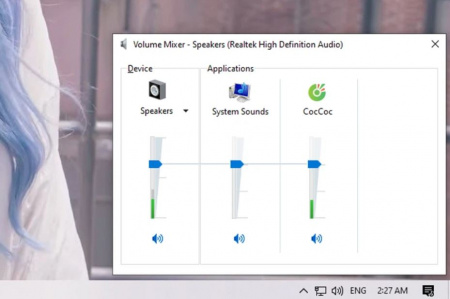 Volume Mixer - Speakers (Realtek High Definition Audio)
Device
Applications
Speakers
System Sounds
CocCoc
ENG
2:27 AM